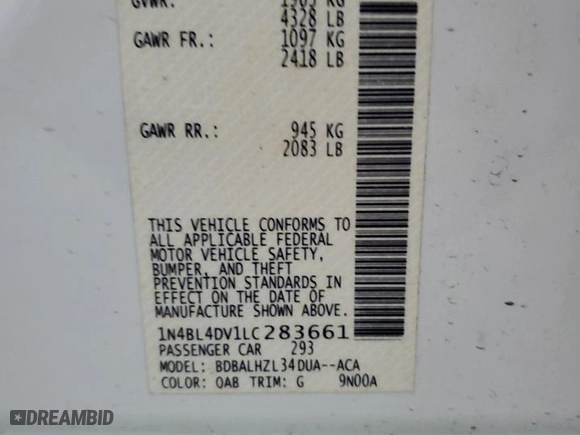 4328 LB
GAWR FR.: 1097 KG
2418 LB
GAWR RR.: 945 KG
2083 LB
THIS VEHICLE CONFORMS TO
ALL APPLICABLE FEDERAL
MOTOR VEHICLE SAFETY,
BUMPER, AND THEFT
PREVENTION STANDARDS IN
EFFECT ON THE DATE OF
MANUFACTURE SHOWN ABOVE.
1N4BL4DV1LC283661
PASSENGER CAR 293
MODEL: BDBALHZL34DUA--ACA
COLOR: QAB TRIM: G 9N00A
DREAMBID